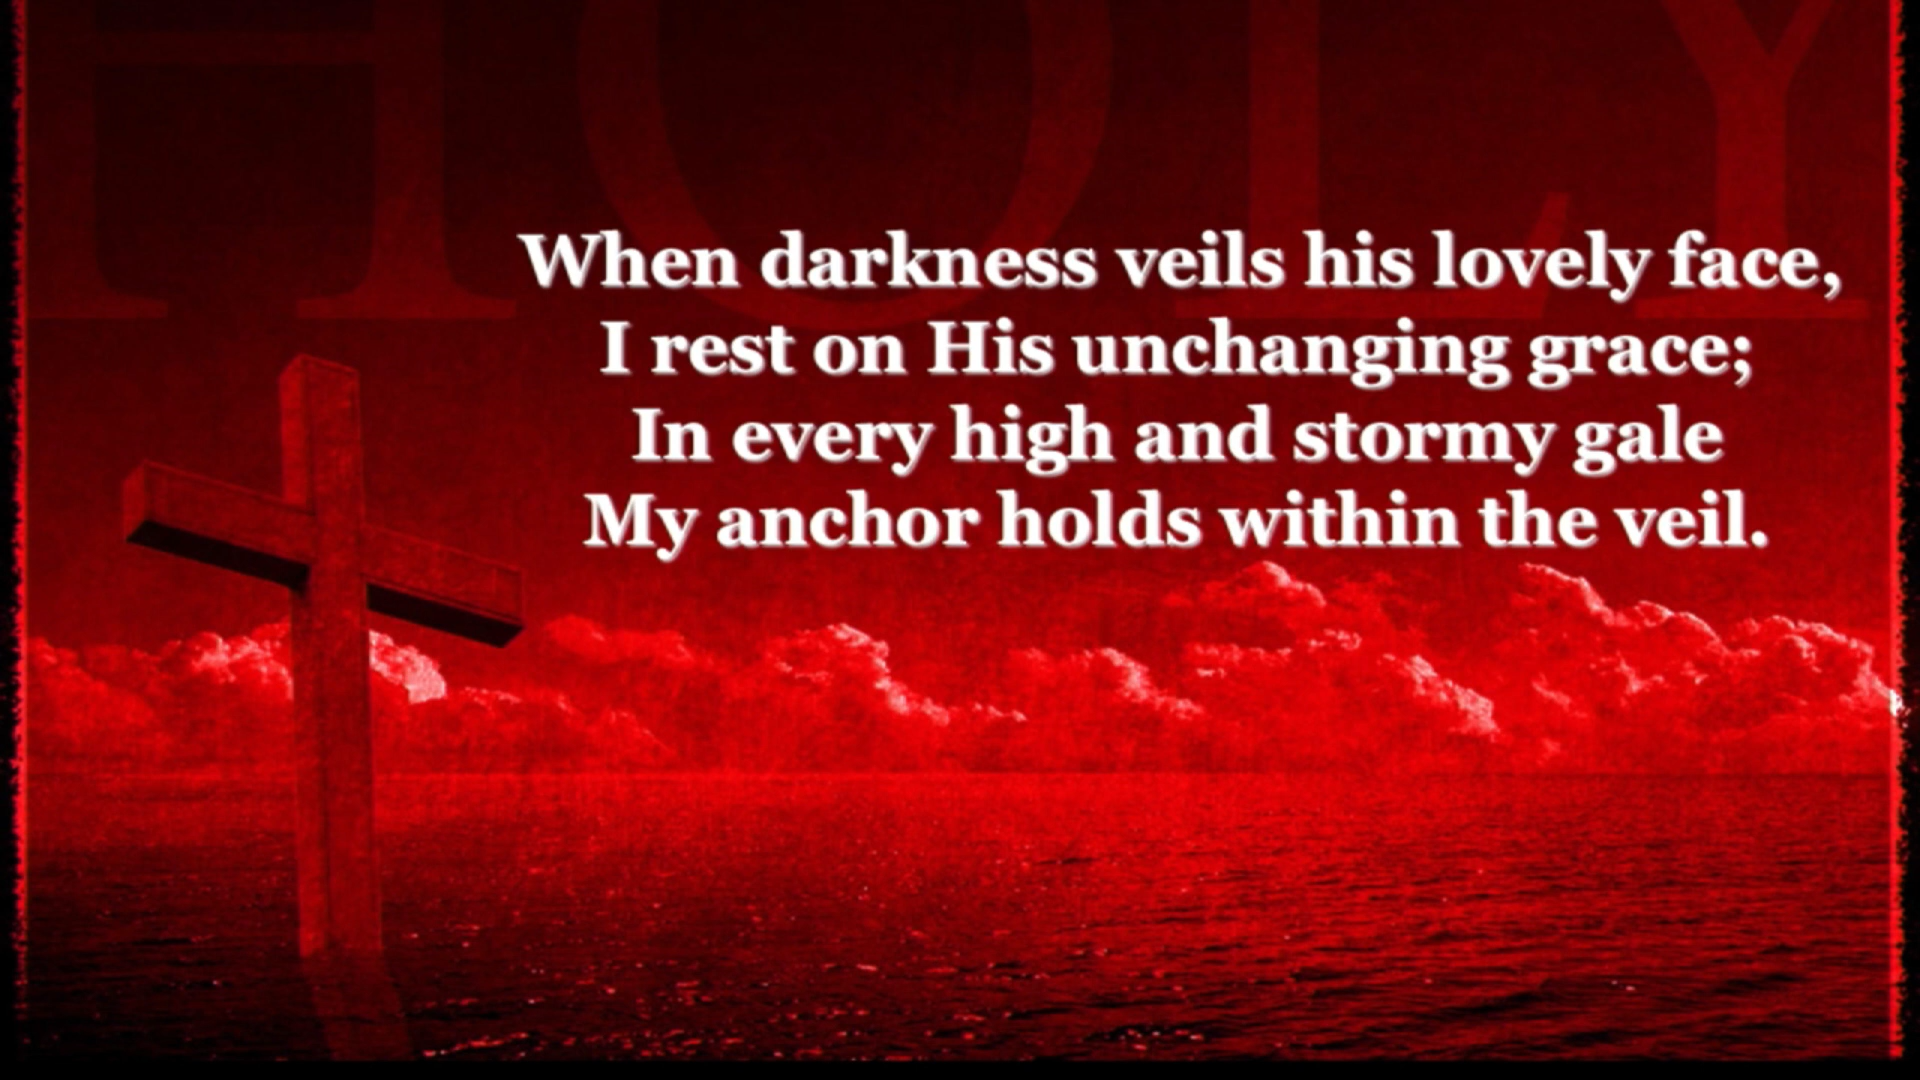 HOLY
When darkness veils his lovely face,
I rest on His unchanging grace;
In every high and stormy gale
My anchor holds within the veil.